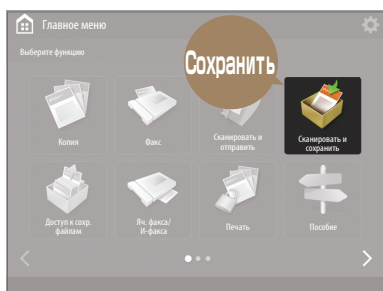 Главное меню
Выберите функцию
Сохранить
Копия
Факс
Сканировать и
отправить
Сканировать и
сохранить
Доступ к сохр.
файлам
Яч. факса/
И-факса
Печать
Пособие